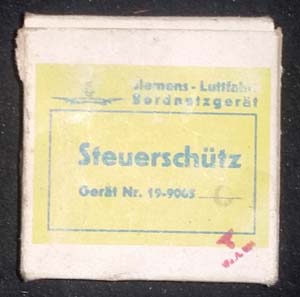 Siemens - Luftfahrt
Bordnetzgerät
Steuerschütz
Gerät Nr. 19-9065
C